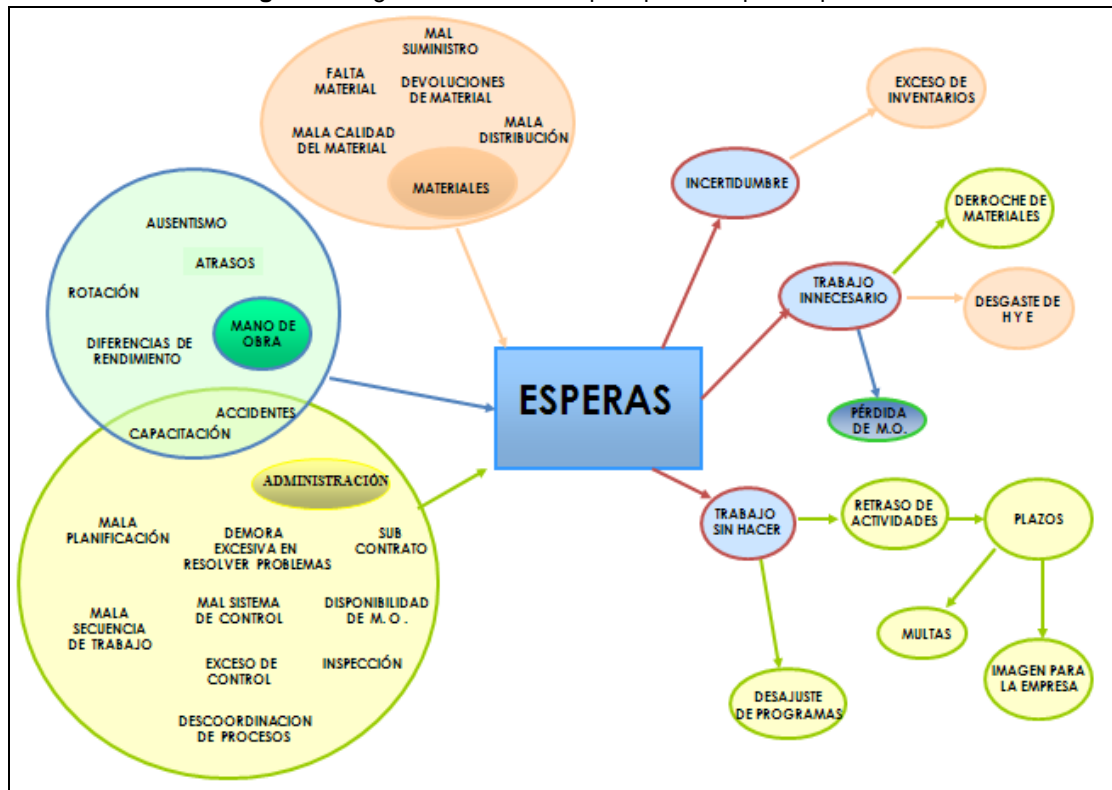 MAL
SUMINISTRO
FALTA
MATERIAL
DEVOLUCIONES
DE MATERIAL
MALA CALIDAD
DEL MATERIAL
MALA
DISTRIBUCIÓN
MATERIALES
AUSENTISMO
ATRASOS
ROTACIÓN
MANO DE
OBRA
DIFERENCIAS DE
RENDIMIENTO
ACCIDENTES
CAPACITACIÓN
ADMINISTRACIÓN
MALA
PLANIFICACIÓN
DEMORA
EXCESIVA EN
RESOLVER PROBLEMAS
SUB
CONTRATO
MALA
SECUENCIA
DE TRABAJO
MAL SISTEMA
DE CONTROL
DISPONIBILIDAD
DE M. O .
EXCESO DE
CONTROL
INSPECCIÓN
DESCOORDINACION
DE PROCESOS
ESPERAS
INCERTIDUMBRE
EXCESO DE
INVENTARIOS
TRABAJO
INNECESARIO
DERROCHE DE
MATERIALES
DESGASTE DE
H Y E
PÉRDIDA
DE M.O.
TRABAJO
SIN HACER
RETRASO DE
ACTIVIDADES
PLAZOS
MULTAS
IMAGEN PARA
LA EMPRESA
DESAJUSTE
DE PROGRAMAS